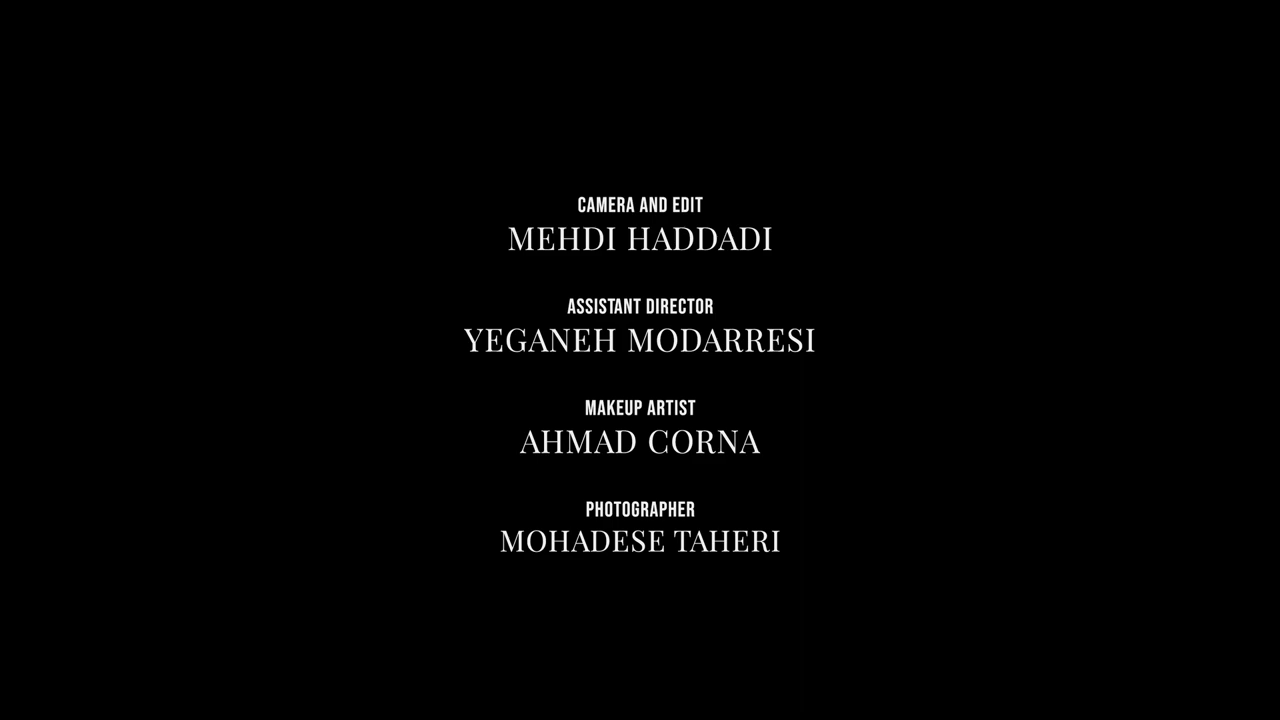 CAMERA AND EDIT
MEHDI HADDADI
ASSISTANT DIRECTOR
YEGANEH MODARRESI
MAKEUP ARTIST
AHMAD CORNA
PHOTOGRAPHER
MOHADESE TAHERI